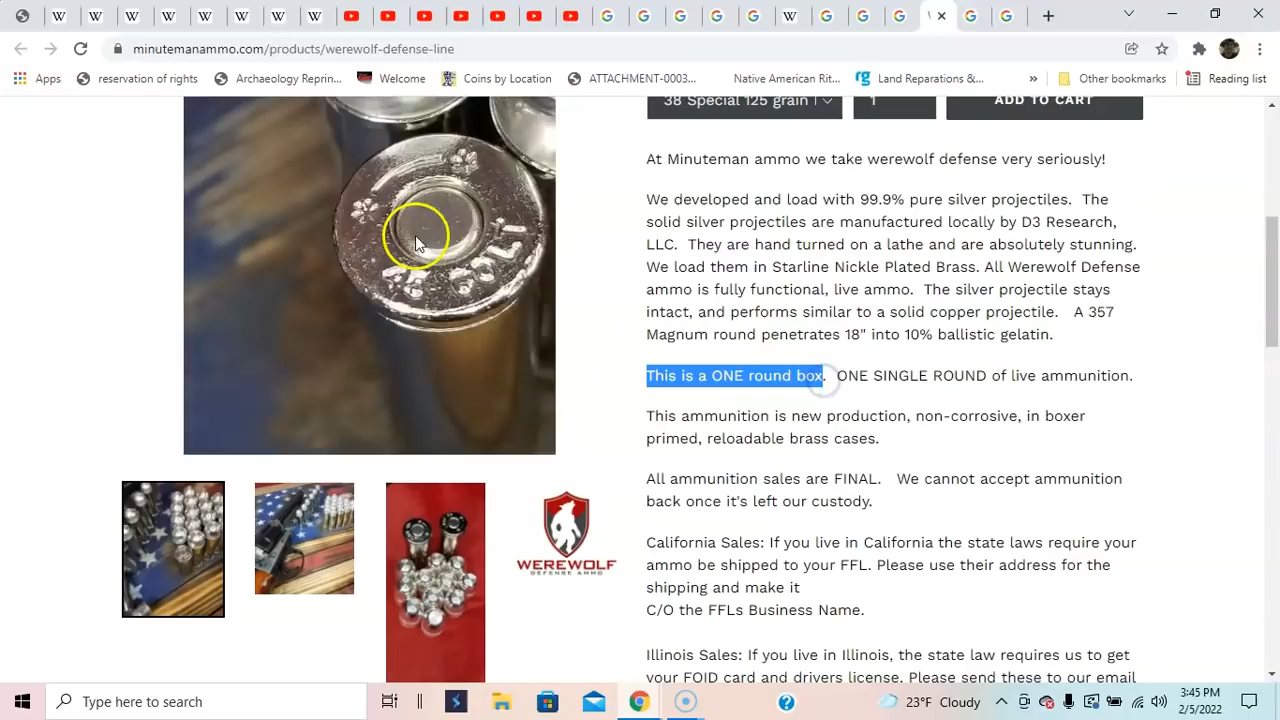 minutemanammo.com/products/werewolf-defense-line
Apps
reservation of rights
Archaeology Reprin...
Welcome
Coins by Location
ATTACHMENT-0003...
Native American Rit...
Land Reparations &...
»
Other bookmarks
Reading list
38 Special 125 grain
1
ADD TO CART
At Minuteman ammo we take werewolf defense very seriously!
We developed and load with 99.9% pure silver projectiles. The
solid silver projectiles are manufactured locally by D3 Research,
LLC. They are hand turned on a lathe and are absolutely stunning.
We load them in Starline Nickle Plated Brass. All Werewolf Defense
ammo is fully functional, live ammo. The silver projectile stays
intact, and performs similar to a solid copper projectile. A 357
Magnum round penetrates 18" into 10% ballistic gelatin.
This is a ONE round box. ONE SINGLE ROUND of live ammunition.
This ammunition is new production, non-corrosive, in boxer
primed, reloadable brass cases.
All ammunition sales are FINAL. We cannot accept ammunition
back once it's left our custody.
California Sales: If you live in California the state laws require your
ammo be shipped to your FFL. Please use their address for the
shipping and make it
C/O the FFLs Business Name.
Illinois Sales: If you live in Illinois, the state law requires us to get
your FOID card and drivers license. Please send these to our email
WEREWOLF
DEFENSE AMMO
Type here to search
23°F Cloudy
3:45 PM
2/5/2022